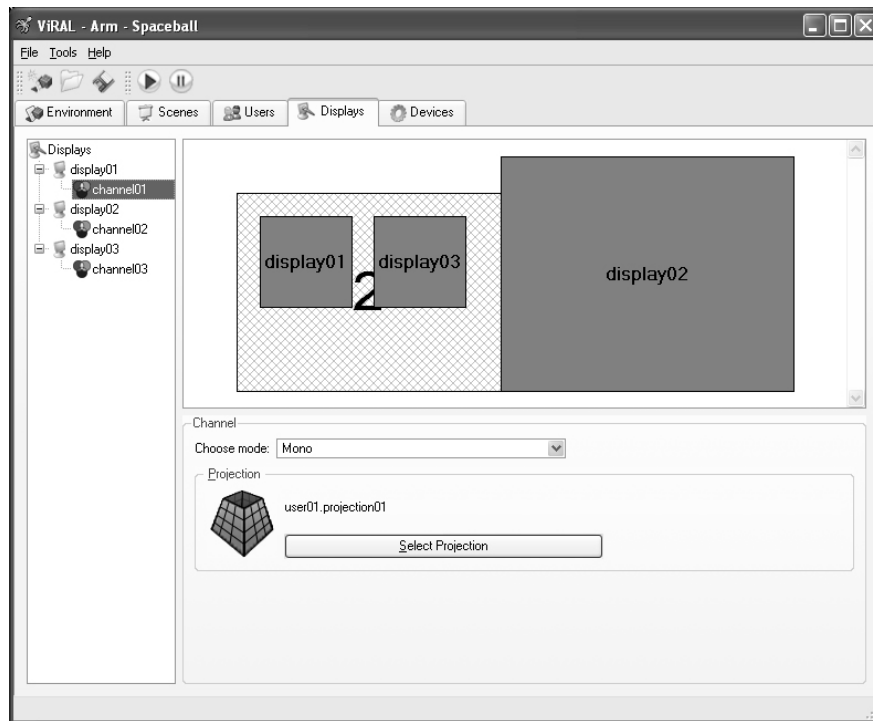 ViRAL - Arm - Spaceball
File Tools Help
Environment Scenes Users Displays Devices
Displays
display01
channel01
display02
channel02
display03
channel03
display01 display03
2
display02
Channel
Choose mode: Mono
Projection
user01.projection01
Select Projection